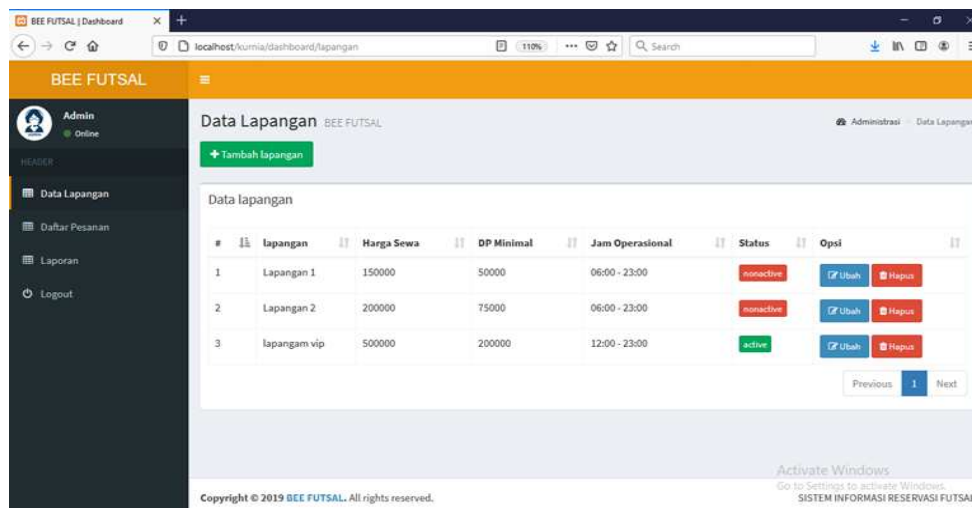 BEE FUTSAL | Dashboard
localhost/kurnia/dashboard/lapangan 110% Search
BEE FUTSAL
Admin
Online
HEADER
Data Lapangan
Daftar Pesanan
Laporan
Logout
Data Lapangan BEE FUTSAL
Administrasi Data Lapangan
Tambah lapangan
Data lapangan
# lapangan Harga Sewa DP Minimal Jam Operasional Status Opsi
1 Lapangan 1 150000 50000 06:00 - 23:00 nonactive Ubah Hapus
2 Lapangan 2 200000 75000 06:00 - 23:00 nonactive Ubah Hapus
3 lapangam vip 500000 200000 12:00 - 23:00 active Ubah Hapus
Previous 1 Next
Activate Windows
Go to Settings to activate Windows.
Copyright © 2019 BEE FUTSAL. All rights reserved.
SISTEM INFORMASI RESERVASI FUTSAL